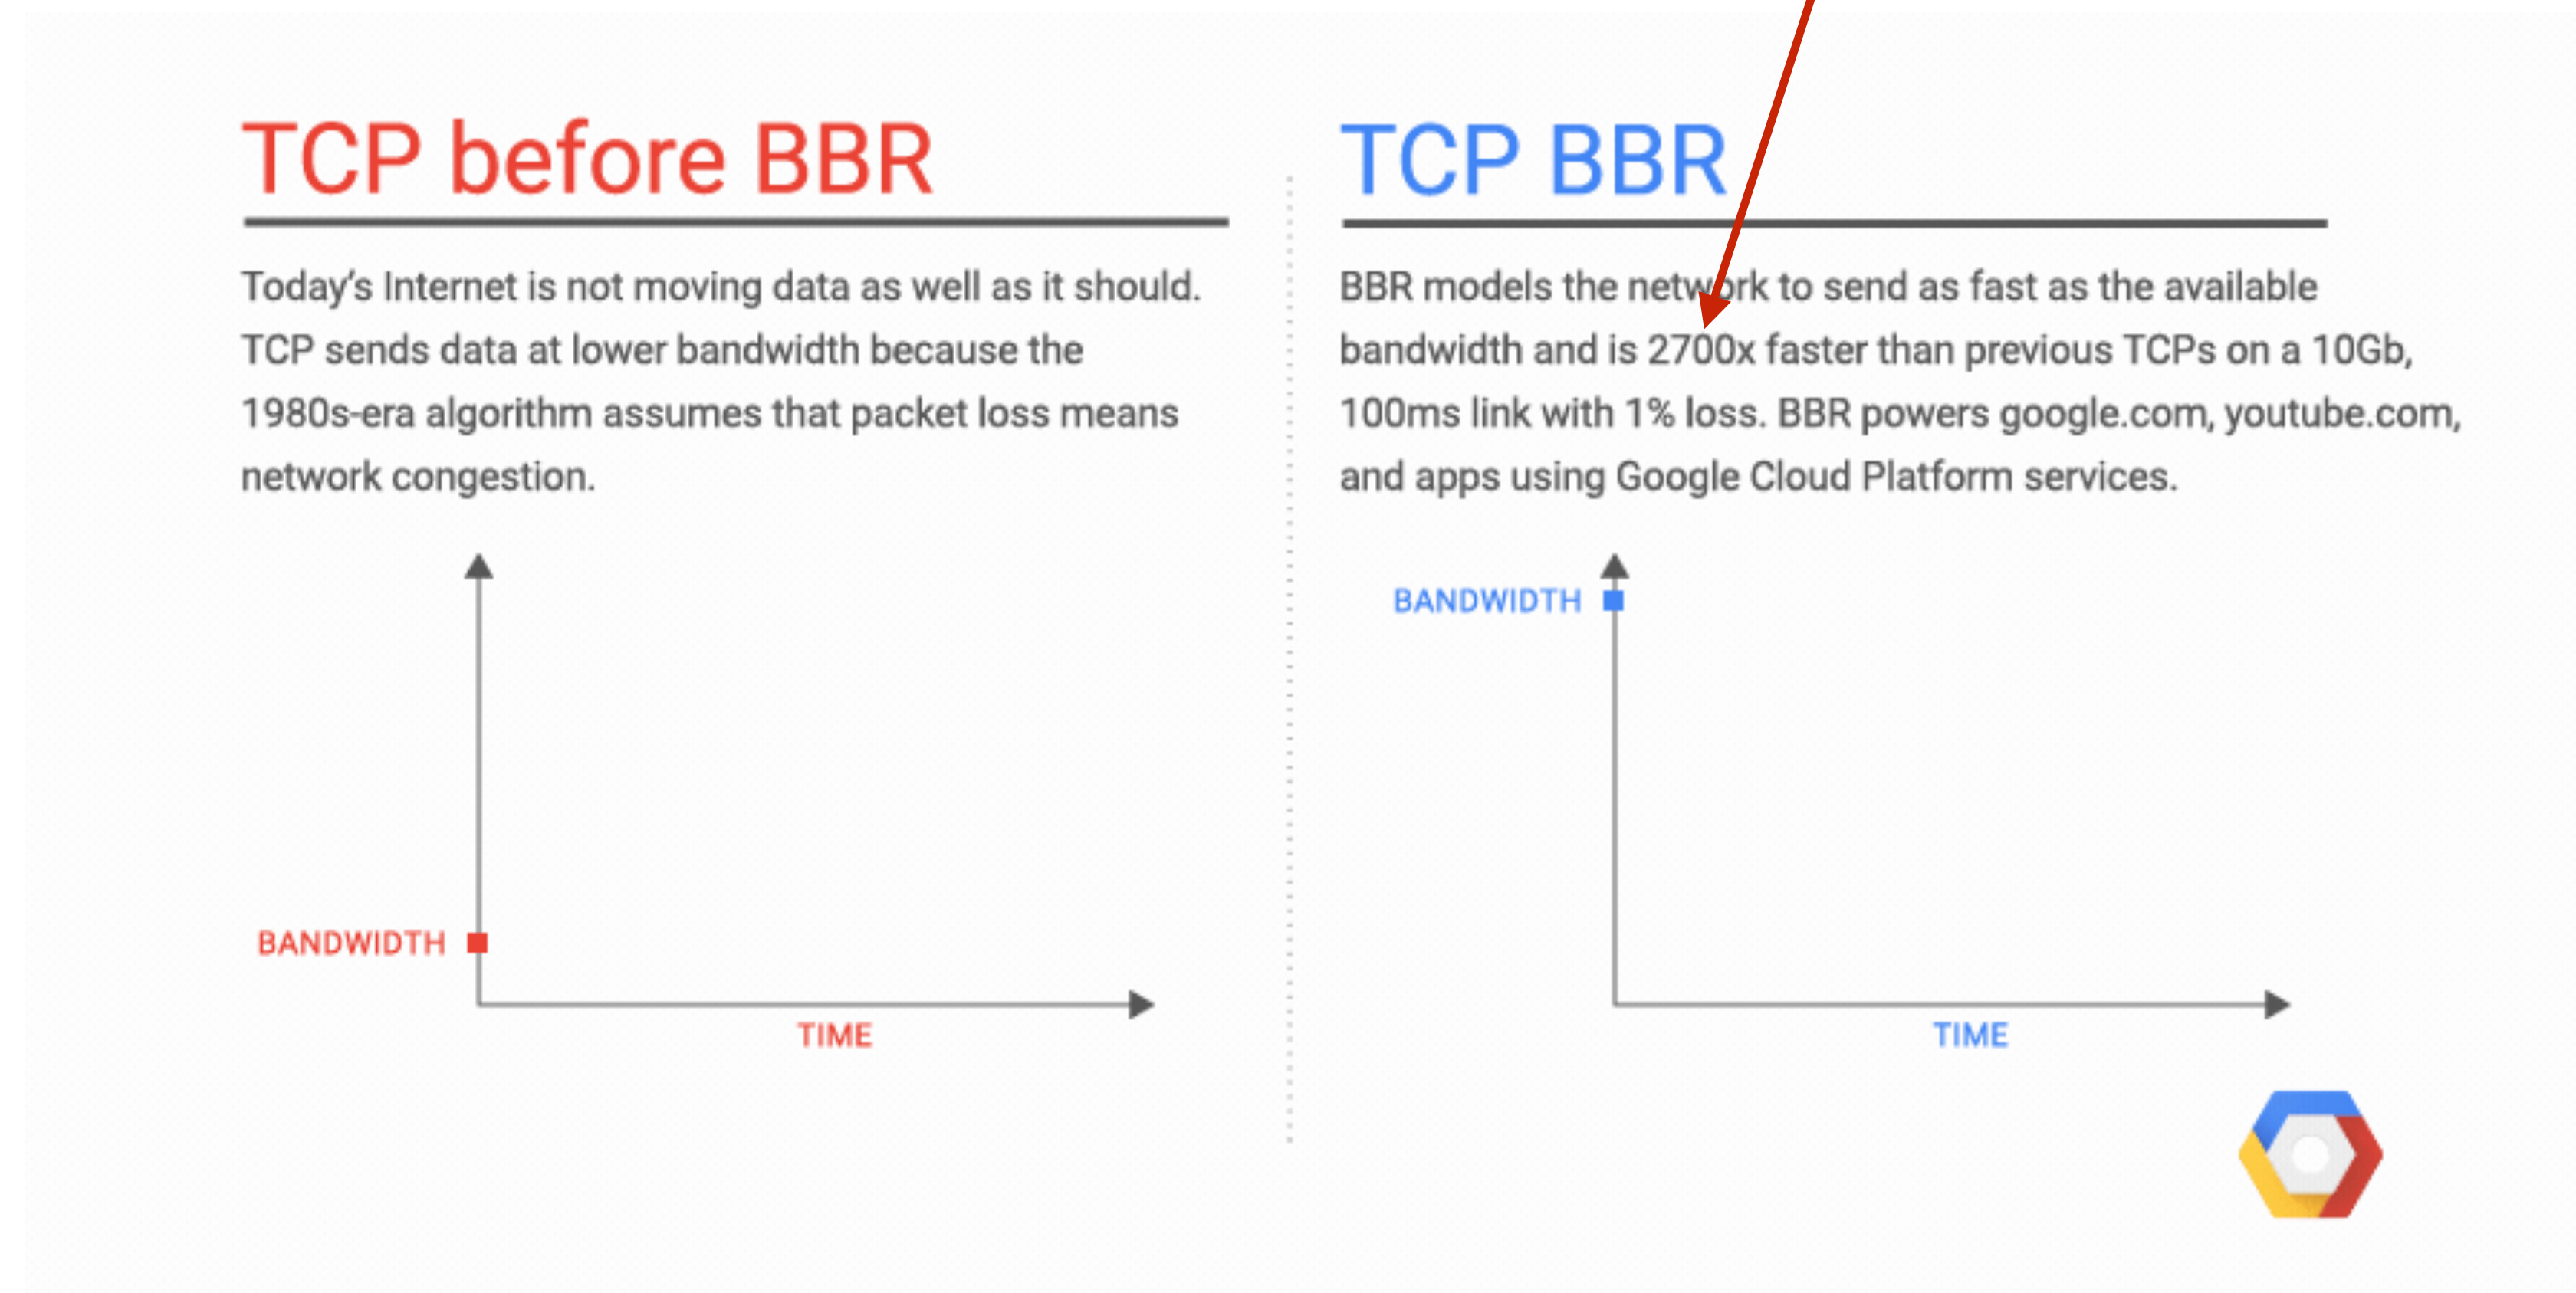 TCP before BBR
Today's Internet is not moving data as well as it should.
TCP sends data at lower bandwidth because the
1980s-era algorithm assumes that packet loss means
network congestion.
BANDWIDTH
TIME
TCP BBR
BBR models the network to send as fast as the available
bandwidth and is 2700x faster than previous TCPs on a 10Gb,
100ms link with 1% loss. BBR powers google.com, youtube.com,
and apps using Google Cloud Platform services.
BANDWIDTH
TIME